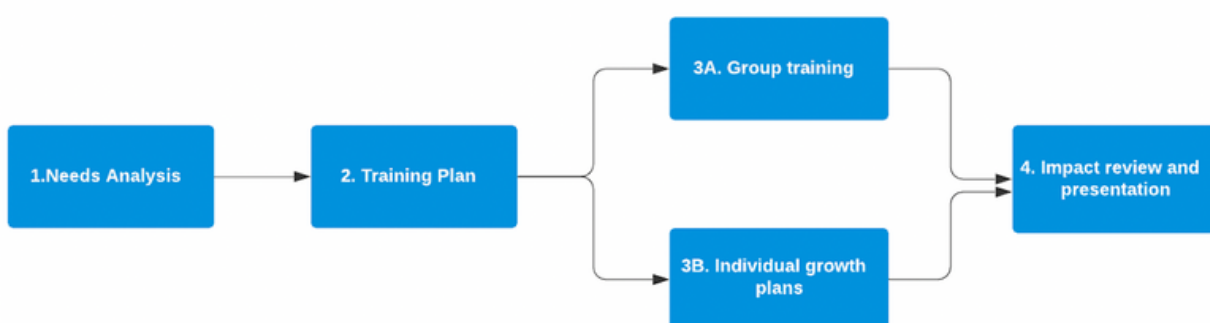 1.Needs Analysis
2. Training Plan
3A. Group training
3B. Individual growth
plans
4. Impact review and
presentation